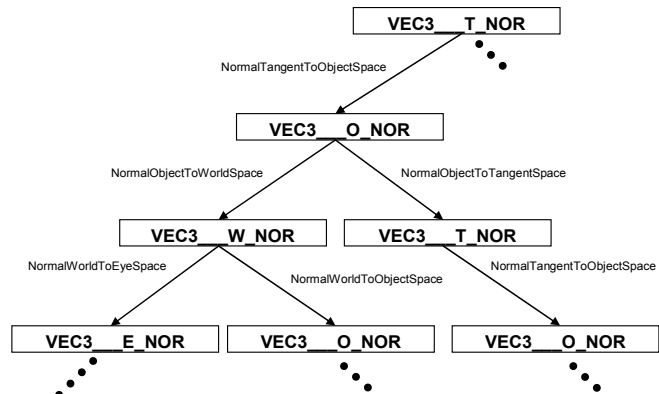 VEC3___T_NOR
NormalTangentToObjectSpace
VEC3___O_NOR
NormalObjectToWorldSpace
NormalObjectToTangentSpace
VEC3___W_NOR
VEC3___T_NOR
NormalWorldToEyeSpace
NormalWorldToObjectSpace
NormalTangentToObjectSpace
VEC3___E_NOR
VEC3___O_NOR
VEC3___O_NOR